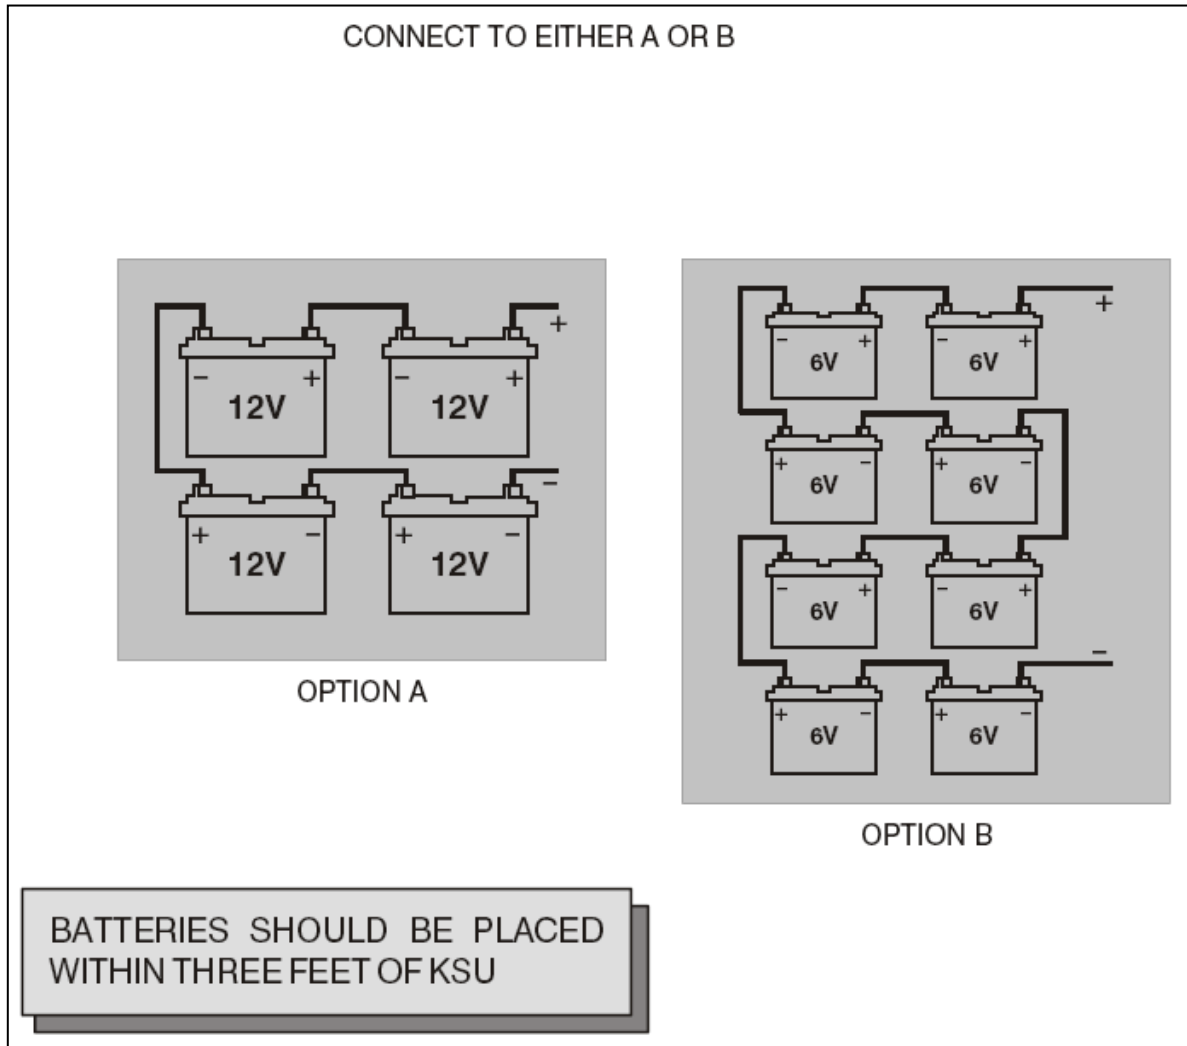 CONNECT TO EITHER A OR B
+
- + - +
12V 12V
-
+ - + -
12V 12V
OPTION A
+
- + - +
6V 6V
+ - + -
6V 6V
- + - +
6V 6V
-
+ - + -
6V 6V
OPTION B
BATTERIES SHOULD BE PLACED
WITHIN THREE FEET OF KSU